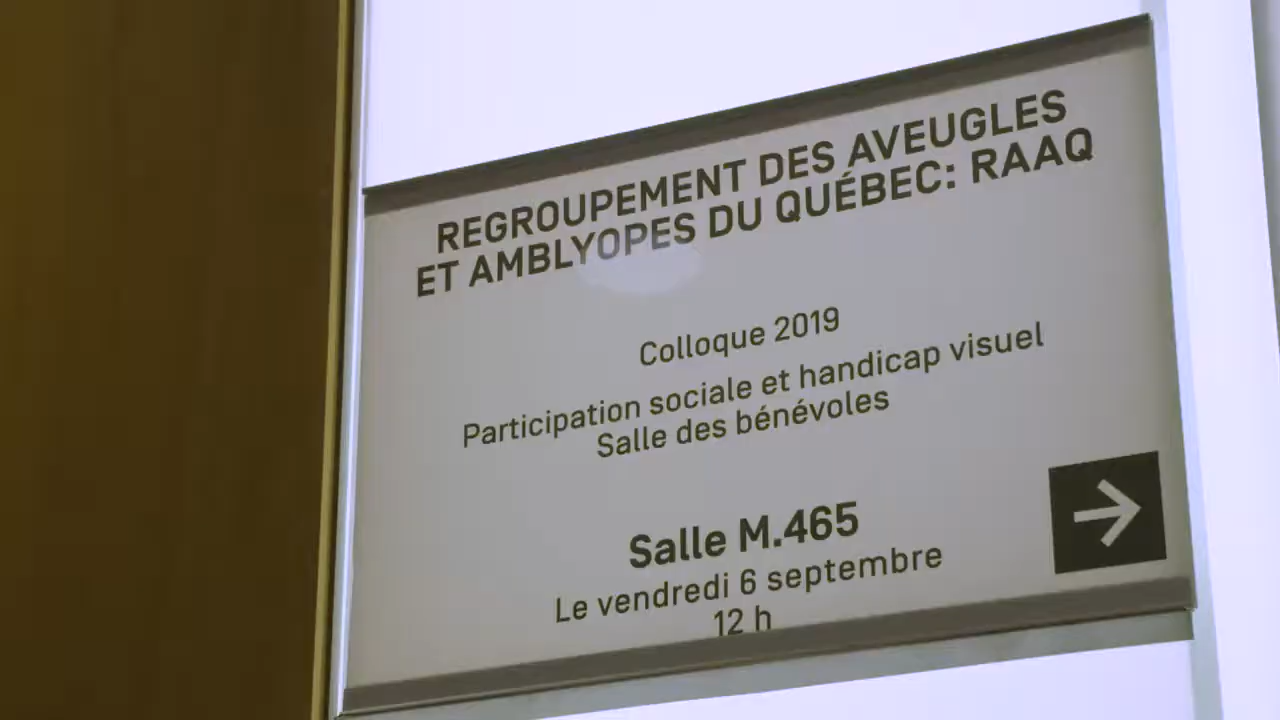 REGROUPEMENT DES AVEUGLES
ET AMBLYOPES DU QUÉBEC: RAAQ
Colloque 2019
Participation sociale et handicap visuel
Salle des bénévoles
Salle M.465
Le vendredi 6 septembre
12 h